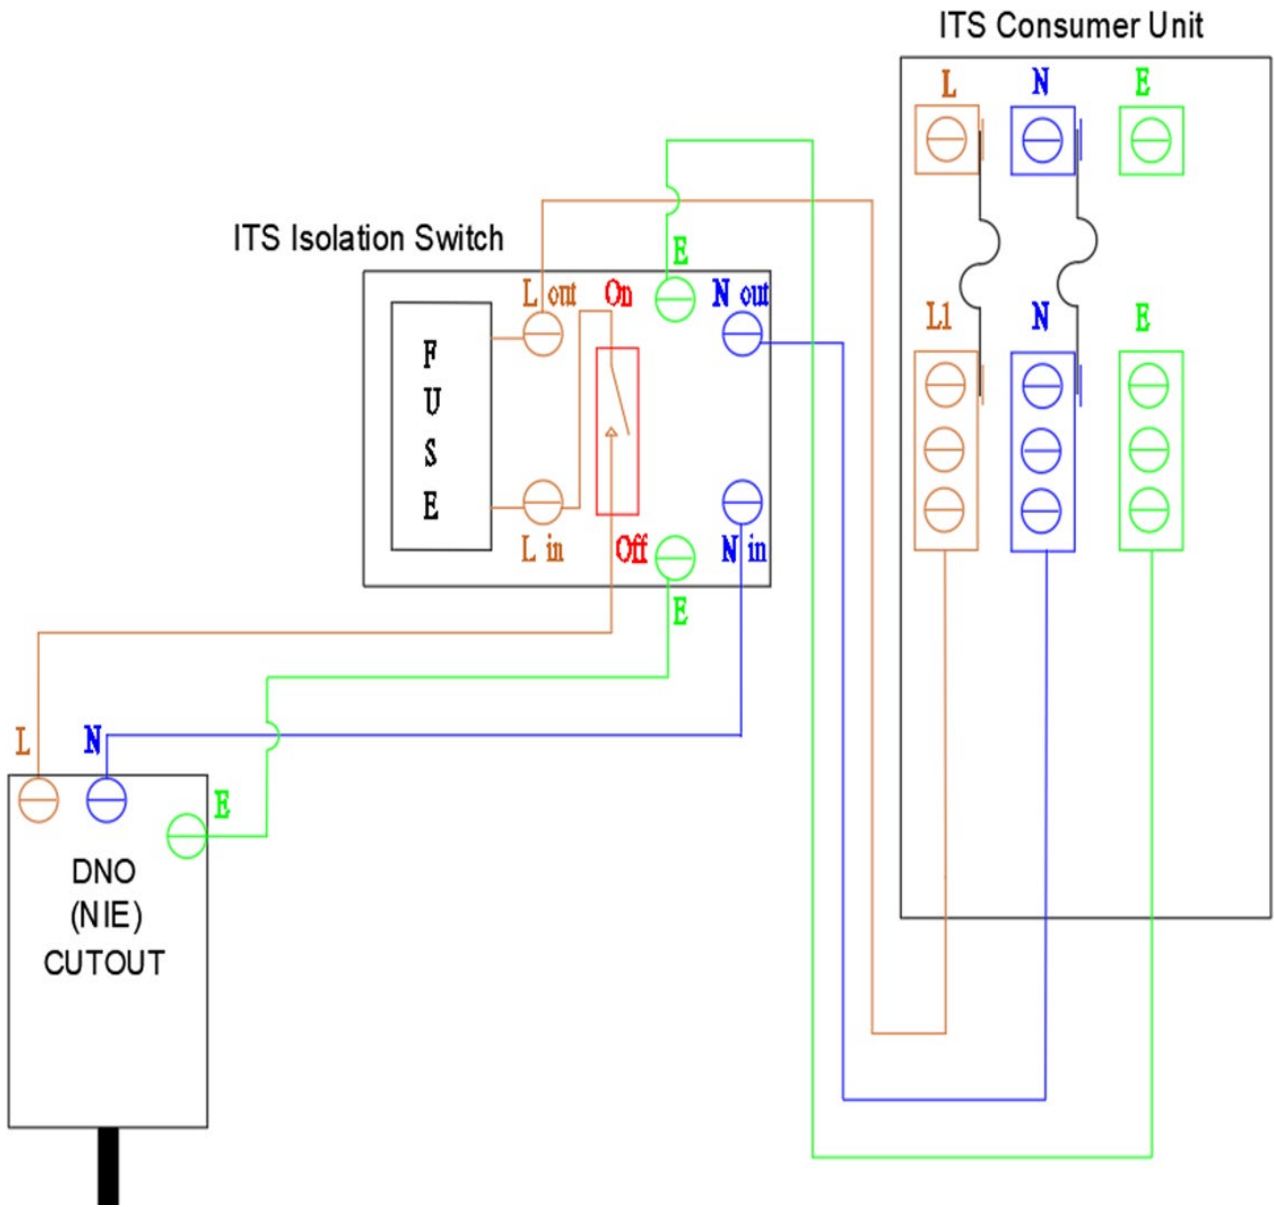 ITS Consumer Unit
L N E
ITS Isolation Switch
E
L out On N out
F
U
S
E
L1 N E
L in Off N in
E
L N
E
DNO
(NIE)
CUTOUT